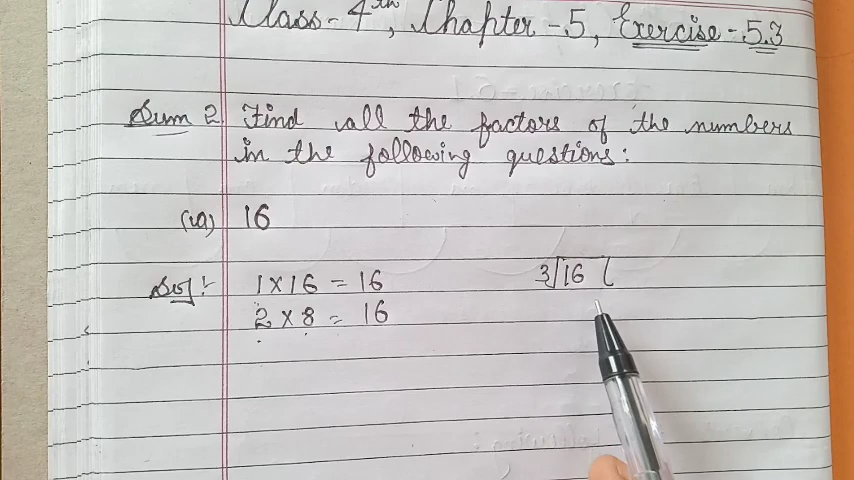 Class - 4th, Chapter - 5, Exercise - 5.3
Sum 2 Find all the factors of the numbers
in the following questions:
(a) 16
Sol:- 1 × 16 = 16
3)16(
2 × 8 = 16